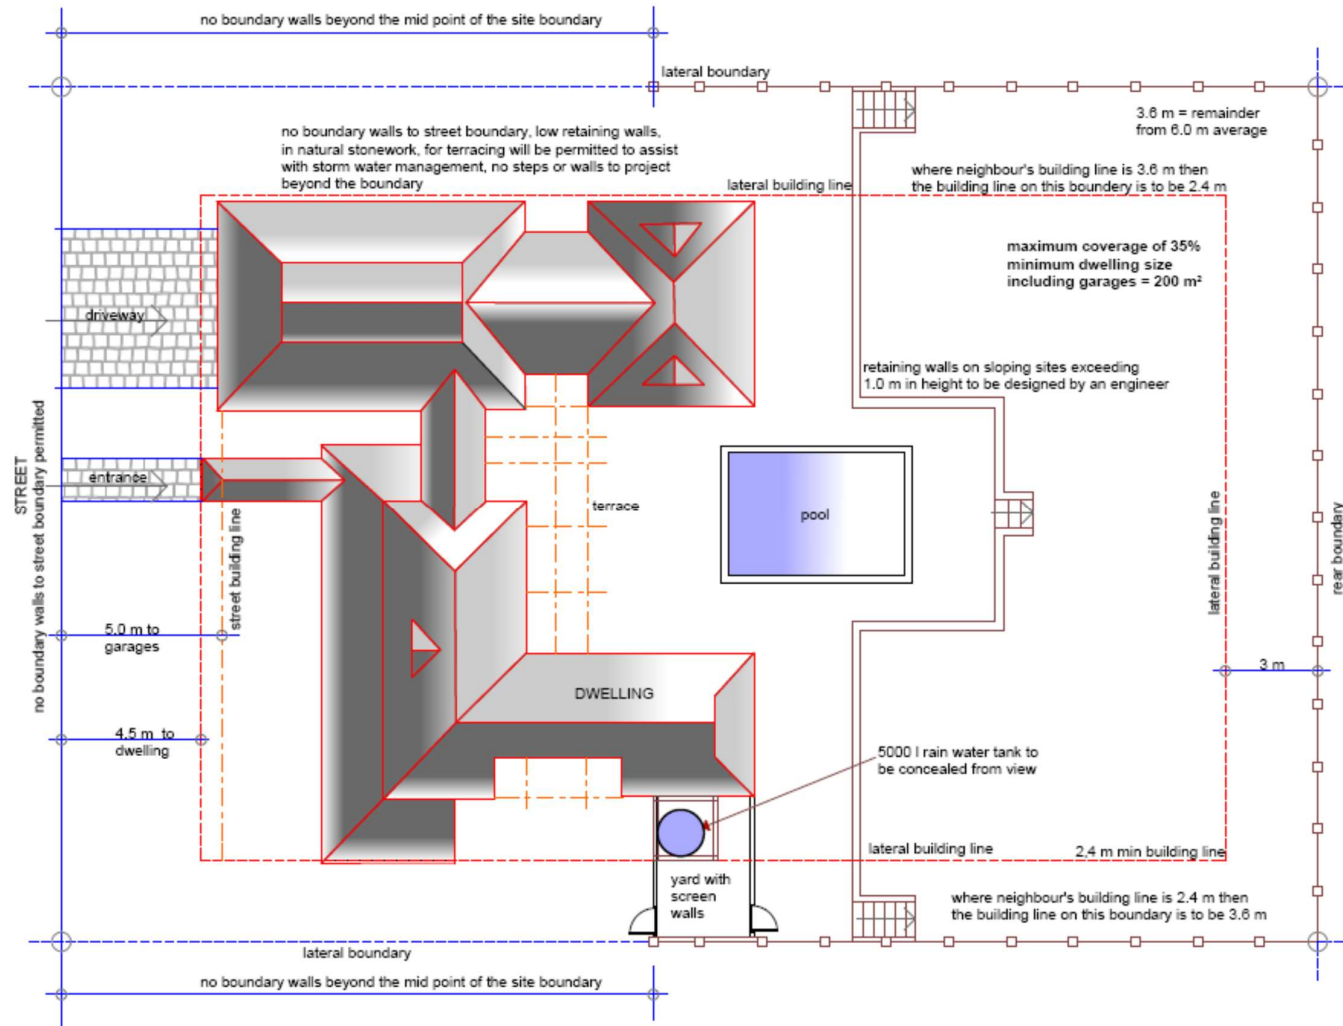 no boundary walls beyond the mid point of the site boundary
lateral boundary
3.6 m = remainder
from 6.0 m average
no boundary walls to street boundary, low retaining walls,
in natural stonework, for terracing will be permitted to assist
with storm water management, no steps or walls to project
beyond the boundary
lateral building line
where neighbour's building line is 3.6 m then
the building line on this boundery is to be 2.4 m
maximum coverage of 35%
minimum dwelling size
including garages = 200 m²
driveway
retaining walls on sloping sites exceeding
1.0 m in height to be designed by an engineer
STREET
no boundary walls to street boundary permitted
entrance
street building line
terrace
pool
lateral building line
rear boundary
5.0 m to
garages
3 m
DWELLING
4.5 m to
dwelling
5000 l rain water tank to
be concealed from view
lateral building line
2.4 m min building line
yard with
screen
walls
where neighbour's building line is 2.4 m then
the building line on this boundary is to be 3.6 m
lateral boundary
no boundary walls beyond the mid point of the site boundary